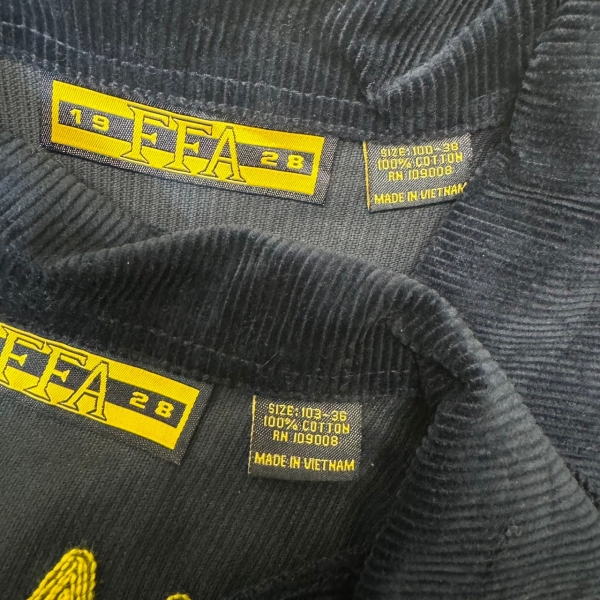 19 FFA 28
SIZE:100-36
100% COTTON
RN 109008
MADE IN VIETNAM
FFA 28
SIZE:103-36
100% COTTON
RN 109008
MADE IN VIETNAM